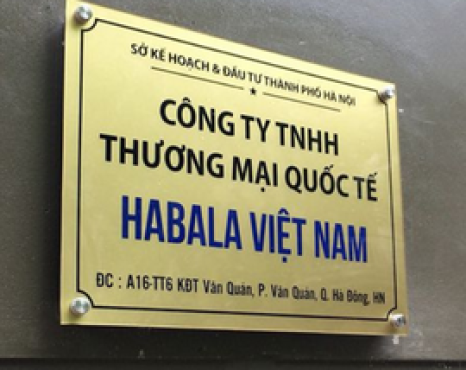 SỞ KẾ HOẠCH & ĐẦU TƯ THÀNH PHỐ HÀ NỘI
CÔNG TY TNHH
THƯƠNG MẠI QUỐC TẾ
HABALA VIỆT NAM
ĐC : A16-TT6 KĐT Văn Quán, P. Văn Quán, Q. Hà Đông, HN